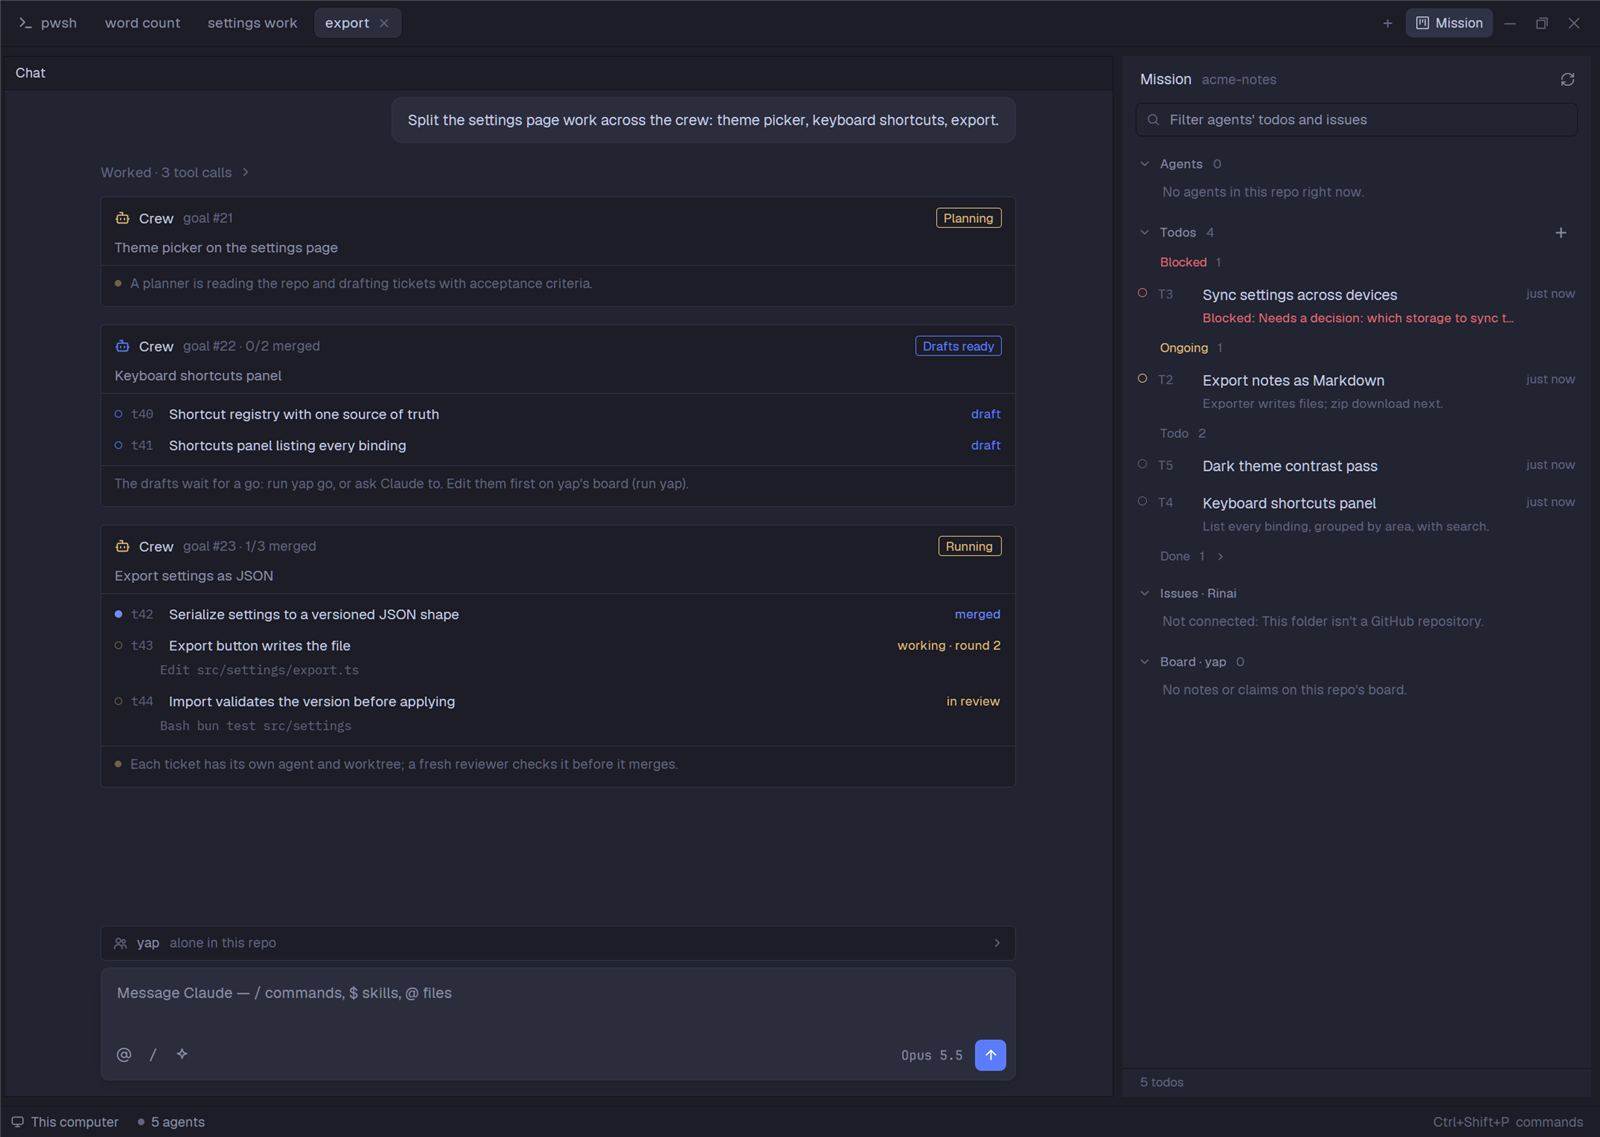 pwsh
word count
settings work
export
Mission
Chat
Split the settings page work across the crew: theme picker, keyboard shortcuts, export.
Worked · 3 tool calls
Crew goal #21
Planning
Theme picker on the settings page
A planner is reading the repo and drafting tickets with acceptance criteria.
Crew goal #22 · 0/2 merged
Drafts ready
Keyboard shortcuts panel
t40 Shortcut registry with one source of truth draft
t41 Shortcuts panel listing every binding draft
The drafts wait for a go: run yap go, or ask Claude to. Edit them first on yap's board (run yap).
Crew goal #23 · 1/3 merged
Running
Export settings as JSON
t42 Serialize settings to a versioned JSON shape merged
t43 Export button writes the file working · round 2
Edit src/settings/export.ts
t44 Import validates the version before applying in review
Bash bun test src/settings
Each ticket has its own agent and worktree; a fresh reviewer checks it before it merges.
yap alone in this repo
Message Claude — / commands, $ skills, @ files
@ /
Opus 5.5
Mission acme-notes
Filter agents' todos and issues
Agents 0
No agents in this repo right now.
Todos 4
Blocked 1
T3 Sync settings across devices just now
Blocked: Needs a decision: which storage to sync t…
Ongoing 1
T2 Export notes as Markdown just now
Exporter writes files; zip download next.
Todo 2
T5 Dark theme contrast pass just now
T4 Keyboard shortcuts panel just now
List every binding, grouped by area, with search.
Done 1
Issues · Rinai
Not connected: This folder isn't a GitHub repository.
Board · yap 0
No notes or claims on this repo's board.
5 todos
This computer
5 agents
Ctrl+Shift+P commands